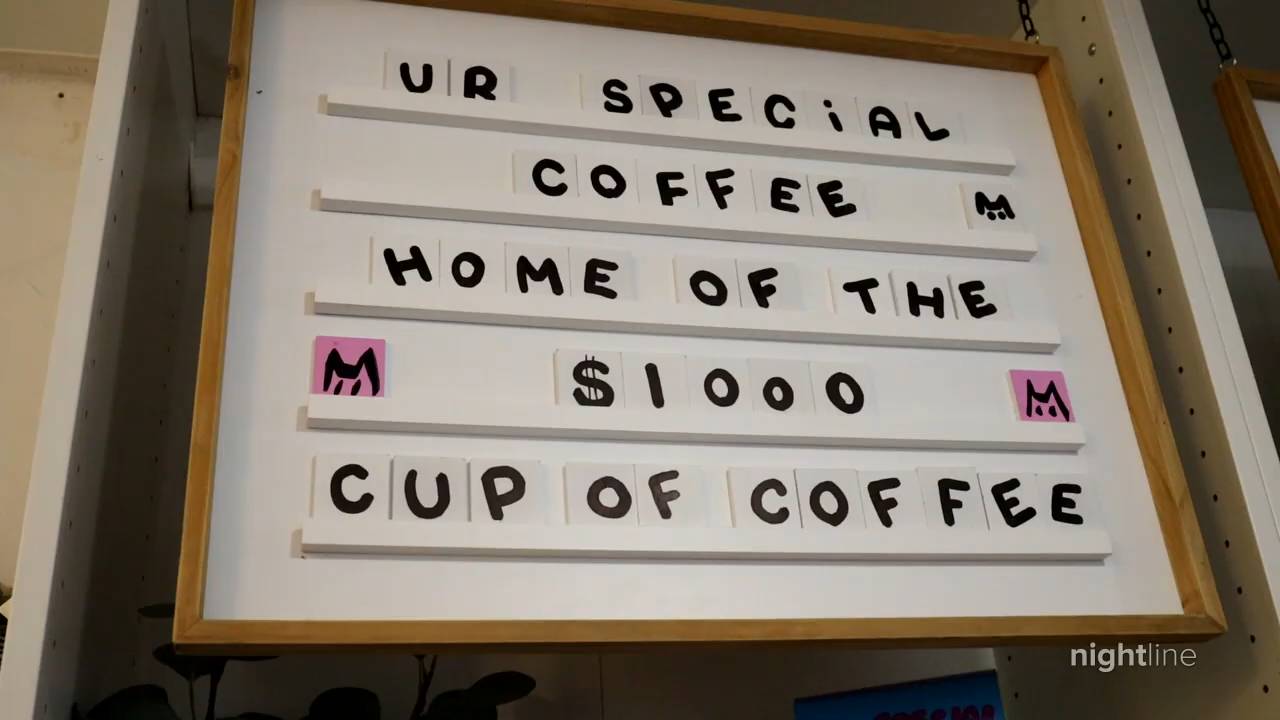 UR SPECiAL
COFFEE
HOME OF THE
$1000
CUP OF COFFEE
nightline